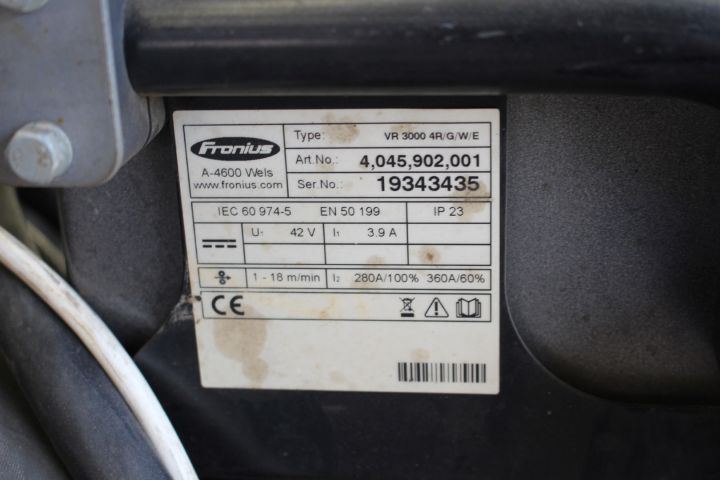 Fronius
A-4600 Wels
www.fronius.com
Type: VR 3000 4R/G/W/E
Art.No.: 4,045,902,001
Ser.No.: 19343435
IEC 60 974-5 EN 50 199 IP 23
U1 42 V I1 3.9 A
1 - 18 m/min I2 280A/100% 360A/60%
CE